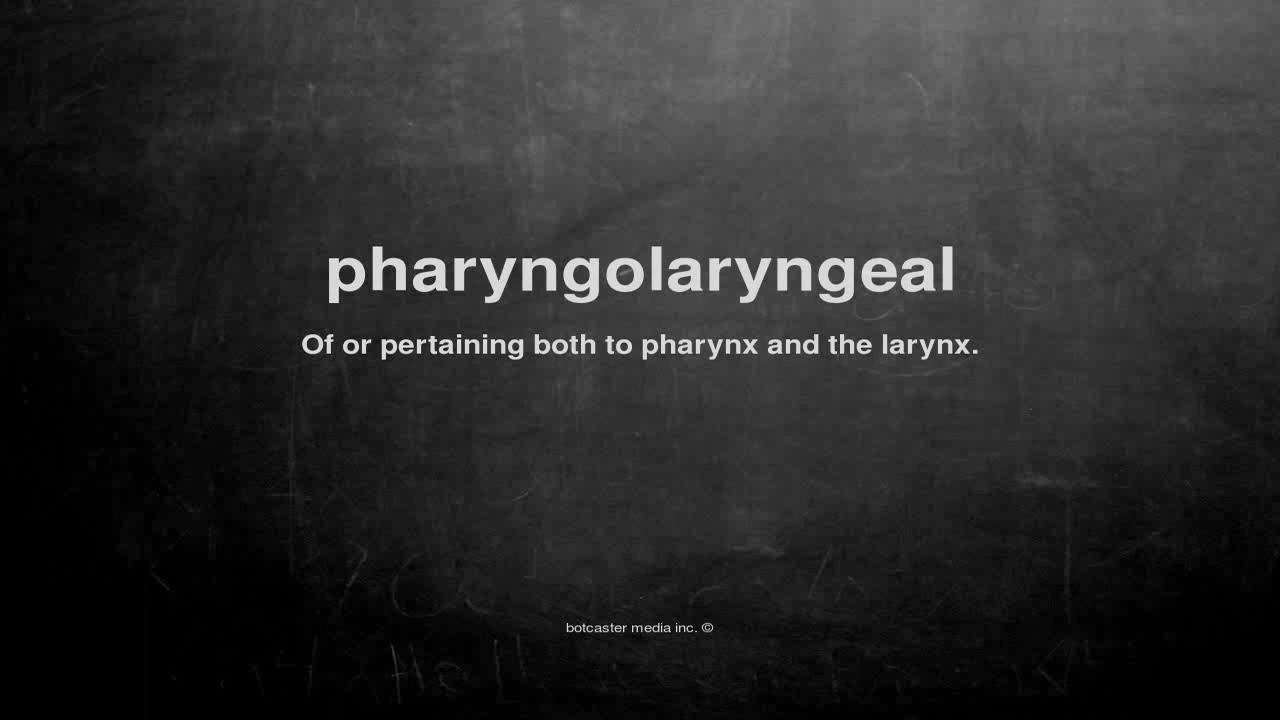 pharyngolaryngeal
Of or pertaining both to pharynx and the larynx.
botcaster media inc. ©